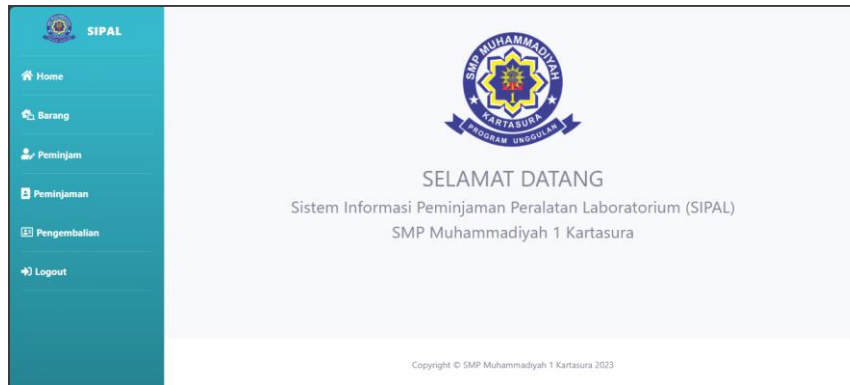 SIPAL
Home
Barang
Peminjam
Peminjaman
Pengembalian
Logout
SMP MUHAMMADIYAH
1
KARTASURA
PROGRAM UNGGULAN
SELAMAT DATANG
Sistem Informasi Peminjaman Peralatan Laboratorium (SIPAL)
SMP Muhammadiyah 1 Kartasura
Copyright © SMP Muhammadiyah 1 Kartasura 2023